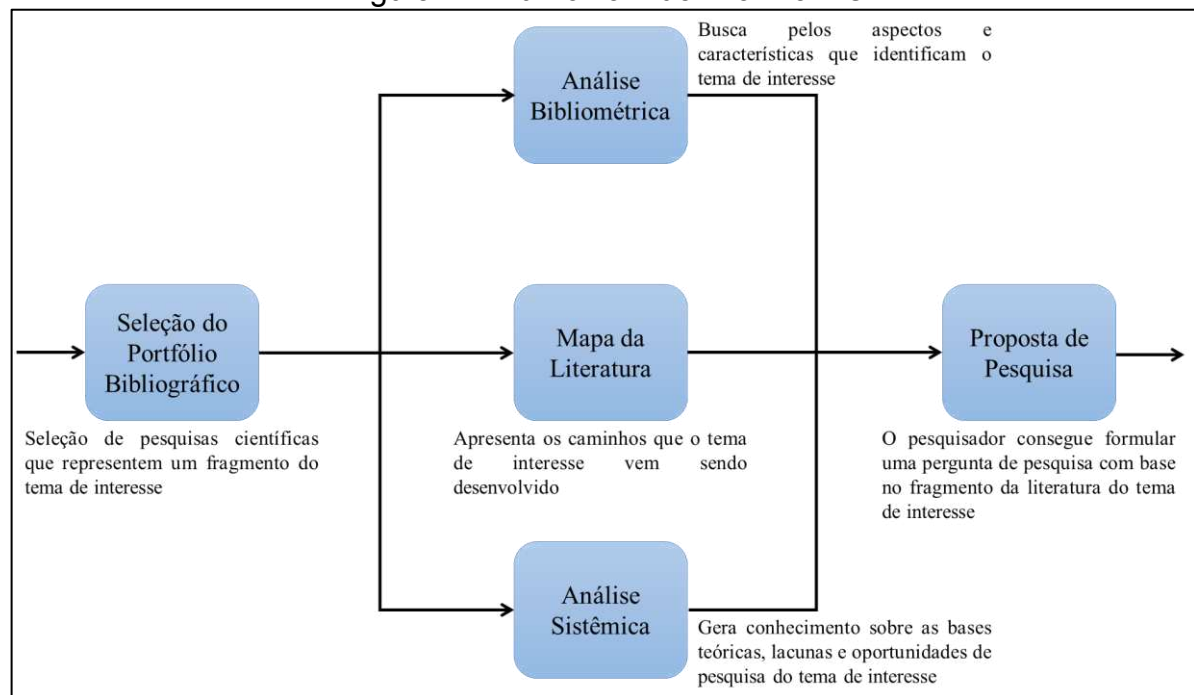 Análise
Bibliométrica
Busca pelos aspectos e
características que identificam o
tema de interesse
Seleção do
Portfólio
Bibliográfico
Seleção de pesquisas científicas
que representem um fragmento do
tema de interesse
Mapa da
Literatura
Apresenta os caminhos que o tema
de interesse vem sendo
desenvolvido
Proposta de
Pesquisa
O pesquisador consegue formular
uma pergunta de pesquisa com base
no fragmento da literatura do tema
de interesse
Análise
Sistêmica
Gera conhecimento sobre as bases
teóricas, lacunas e oportunidades de
pesquisa do tema de interesse